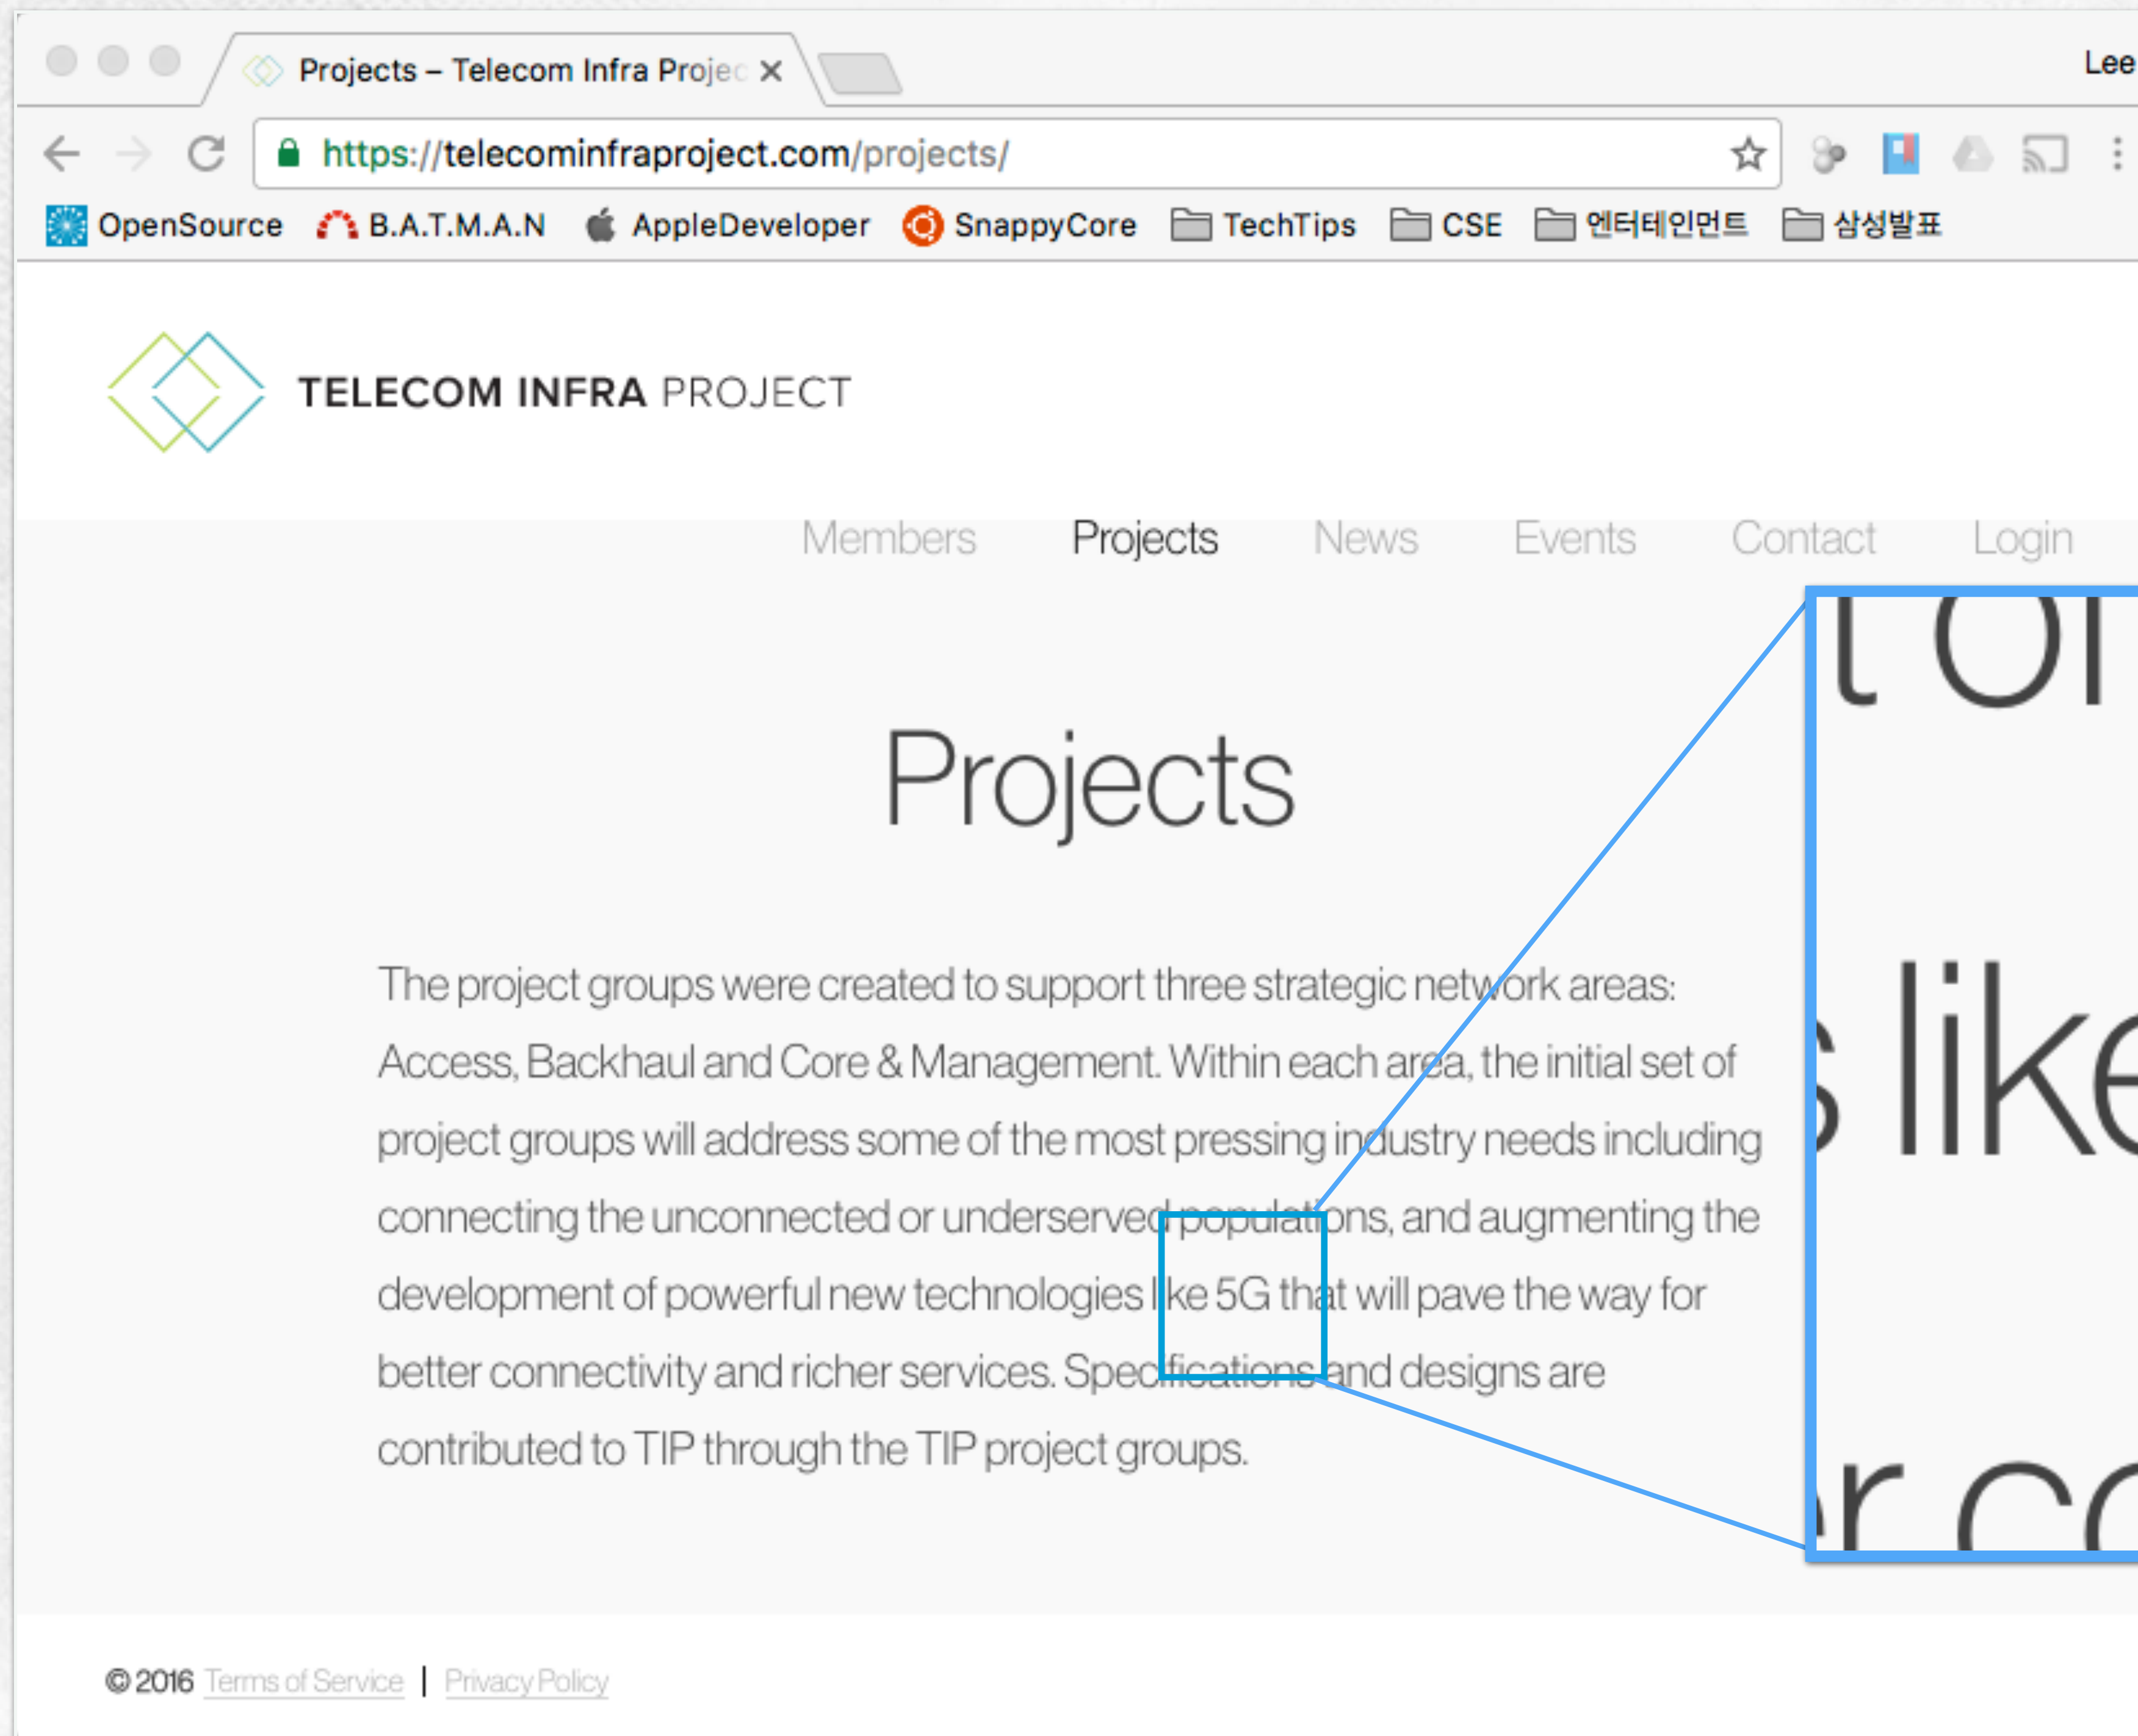 Projects – Telecom Infra Projec
Lee
https://telecominfraproject.com/projects/
OpenSource B.A.T.M.A.N AppleDeveloper SnappyCore TechTips CSE 엔터테인먼트 삼성발표
TELECOM INFRA PROJECT
Members Projects News Events Contact Login
Projects
The project groups were created to support three strategic network areas:
Access, Backhaul and Core & Management. Within each area, the initial set of
project groups will address some of the most pressing industry needs including
connecting the unconnected or underserved populations, and augmenting the
development of powerful new technologies like 5G that will pave the way for
better connectivity and richer services. Specifications and designs are
contributed to TIP through the TIP project groups.
like
© 2016 Terms of Service | Privacy Policy